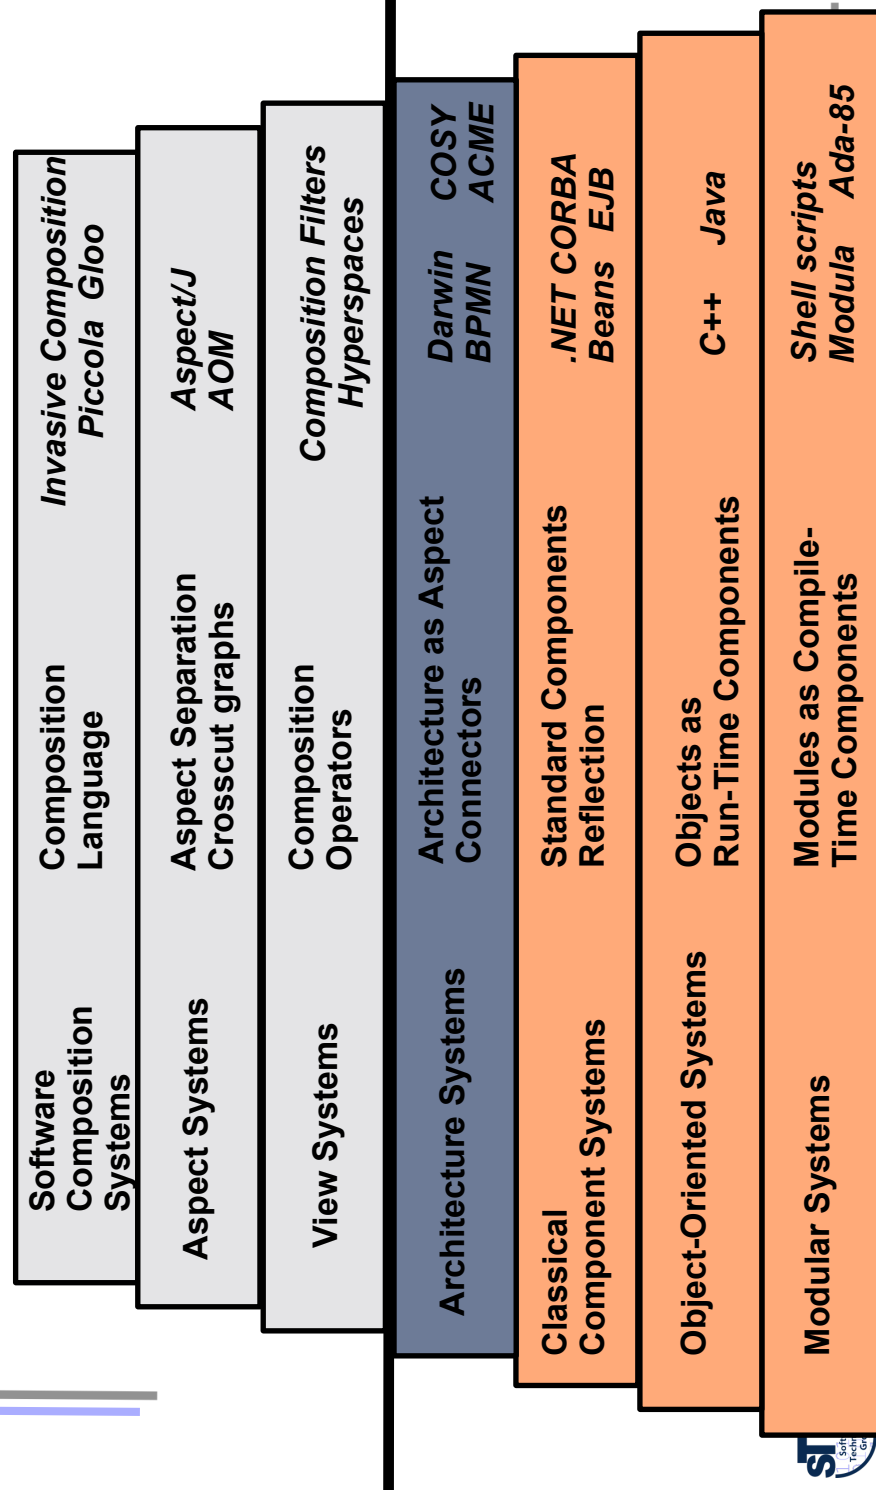 Software
Composition
Systems
Composition
Language
Invasive Composition
Piccola Gloo
Aspect Systems
Aspect Separation
Crosscut graphs
Aspect/J
AOM
View Systems
Composition
Operators
Composition Filters
Hyperspaces
Architecture Systems
Architecture as Aspect
Connectors
Darwin COSY
BPMN ACME
Classical
Component Systems
Standard Components
Reflection
.NET CORBA
Beans EJB
Object-Oriented Systems
Objects as
Run-Time Components
C++ Java
Modular Systems
Modules as Compile-
Time Components
Shell scripts
Modula Ada-85
ST